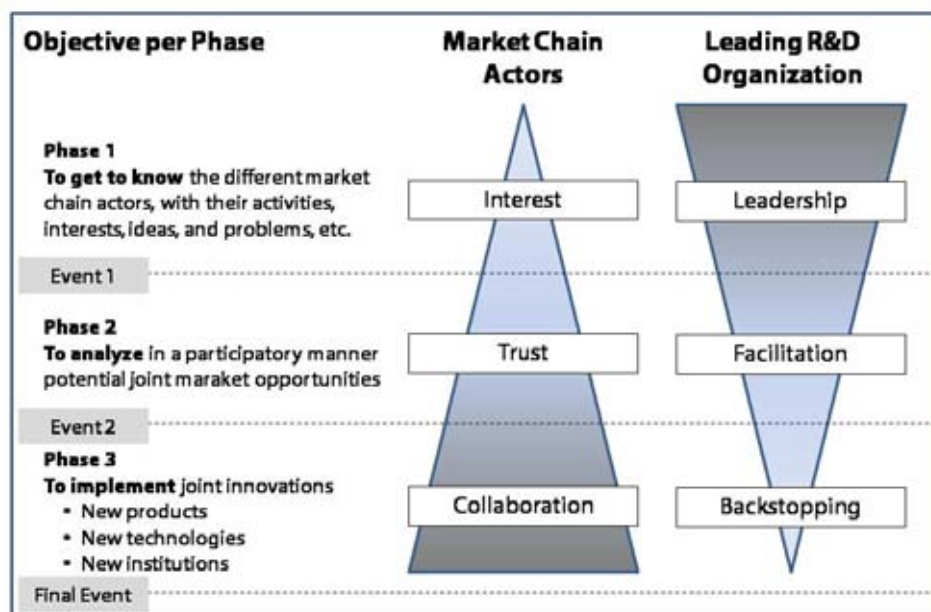 Objective per Phase
Market Chain
Actors
Leading R&D
Organization
Phase 1
To get to know the different market
chain actors, with their activities,
interests, ideas, and problems, etc.
Interest
Leadership
Event 1
Phase 2
To analyze in a participatory manner
potential joint maraket opportunities
Trust
Facilitation
Event 2
Phase 3
To implement joint innovations
• New products
• New technologies
• New institutions
Collaboration
Backstopping
Final Event